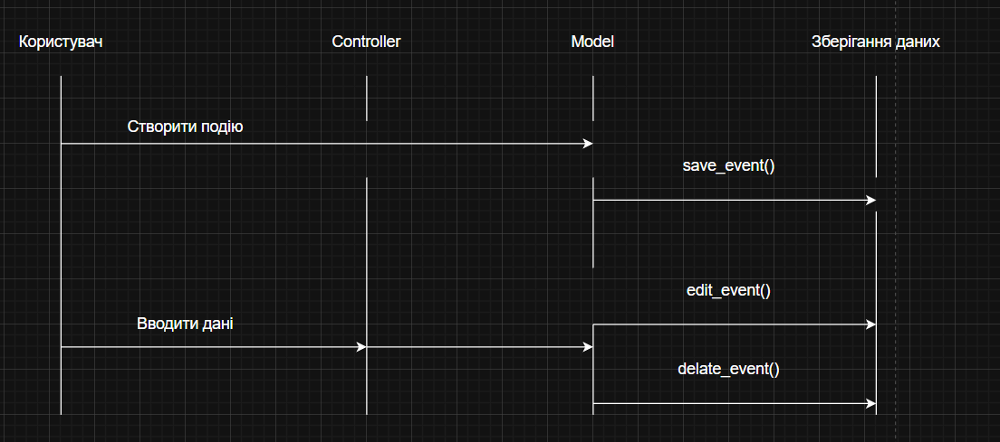 Користувач
Controller
Model
Зберігання даних
Створити подію
save_event()
edit_event()
Вводити дані
delate_event()